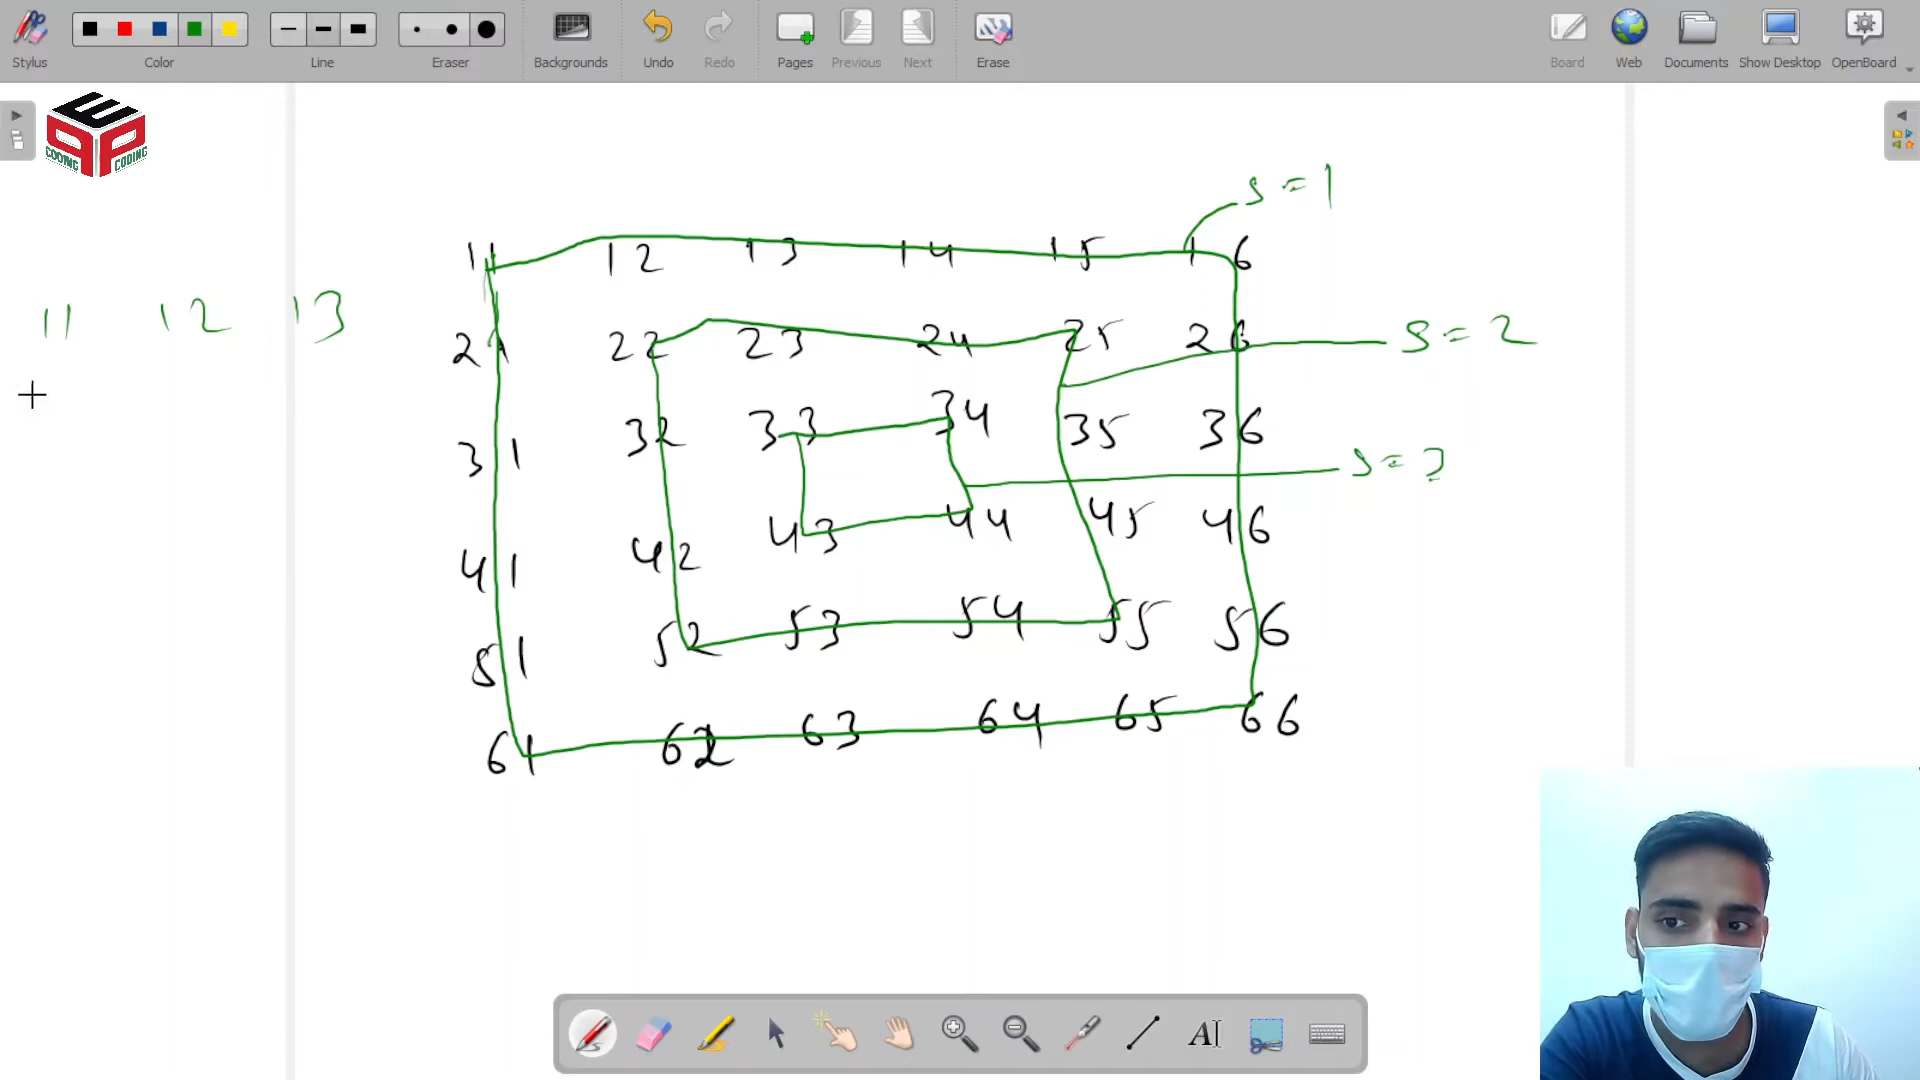 Stylus Color Line Eraser Backgrounds Undo Redo Pages Previous Next Erase Board Web Documents Show Desktop OpenBoard
CODING CODING
s = 1
11 12 13 14 15 16
11 12 13
21 22 23 24 25 26
s = 2
31 32 33 34 35 36
s = 3
41 42 43 44 45 46
51 52 53 54 55 56
61 62 63 64 65 66